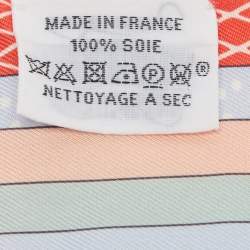 MADE IN FRANCE
100% SOIE
®
NETTOYAGE A SEC